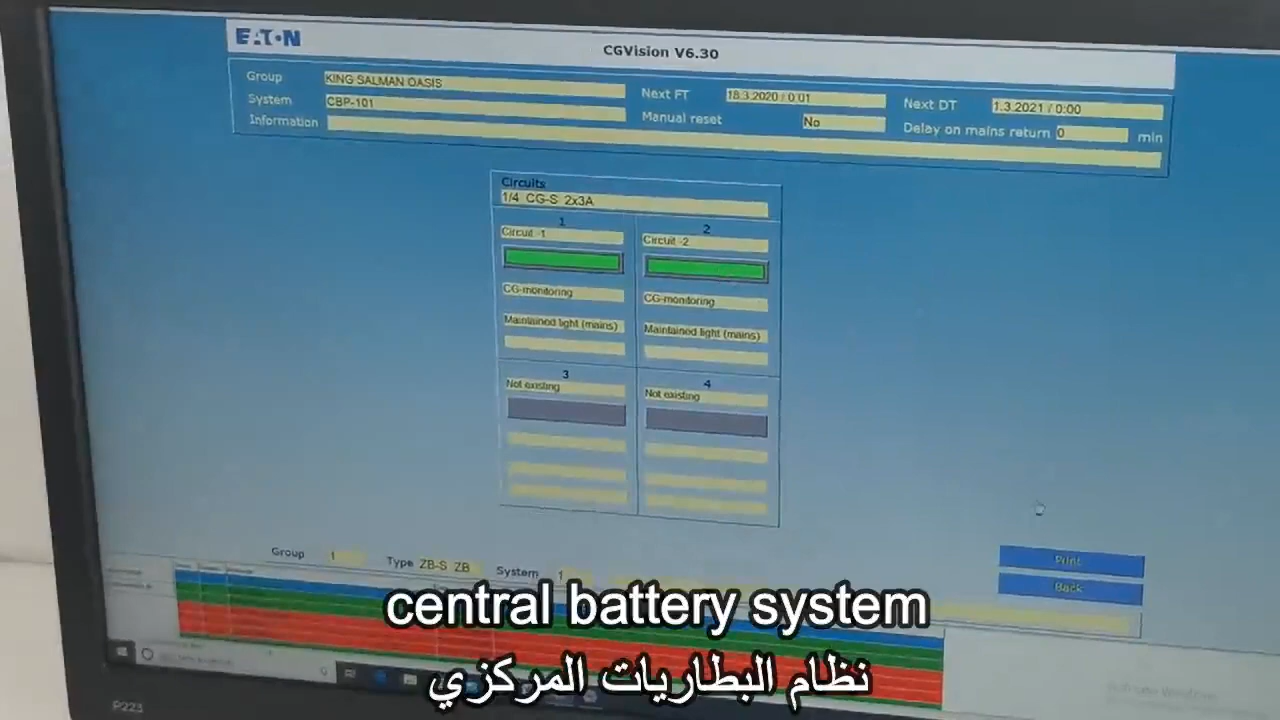 EATON
CGVision V6.30
Group KING SALMAN OASIS
System CBP-101
Information
Next FT 18.3.2020 / 0:01
Manual reset No
Next DT 1.3.2021 / 0:00
Delay on mains return 0 min
Circuits
1/4 CG-S 2x3A
1 2
Circuit -1 Circuit -2
CG-monitoring CG-monitoring
Maintained light (mains) Maintained light (mains)
3 4
Not existing Not existing
Group 1 Type ZB-S ZB System 1
Print
Back
central battery system
نظام البطاريات المركزي
P223